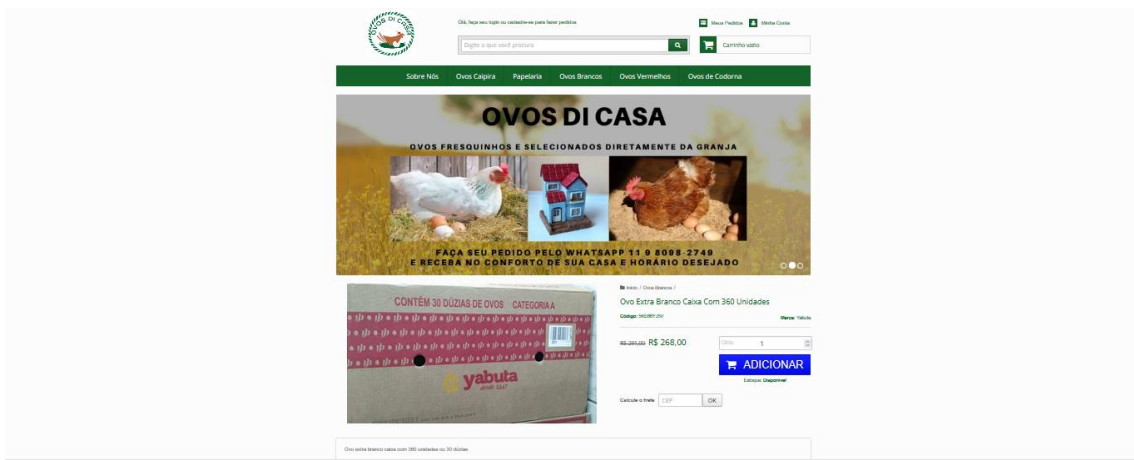 OVOS DI CASA
Olá, faça seu login ou cadastre-se para fazer pedidos
Meus Pedidos
Minha Conta
Digite o que você procura
Carrinho vazio
Sobre Nós
Ovos Caipira
Papelaria
Ovos Brancos
Ovos Vermelhos
Ovos de Codorna
OVOS DI CASA
OVOS FRESQUINHOS E SELECIONADOS DIRETAMENTE DA GRANJA
FAÇA SEU PEDIDO PELO WHATSAPP 11 9 8098-2749
E RECEBA NO CONFORTO DE SUA CASA E HORÁRIO DESEJADO
CONTÉM 30 DÚZIAS DE OVOS CATEGORIA A
yabuta
Início / Ovos Brancos /
Ovo Extra Branco Caixa Com 360 Unidades
Código:
Marca: Yabuta
R$ 291,00 R$ 268,00
Qtde: 1
ADICIONAR
Estoque: Disponível
Calcule o frete CEP OK
Ovo extra branco caixa com 360 unidades ou 30 dúzias